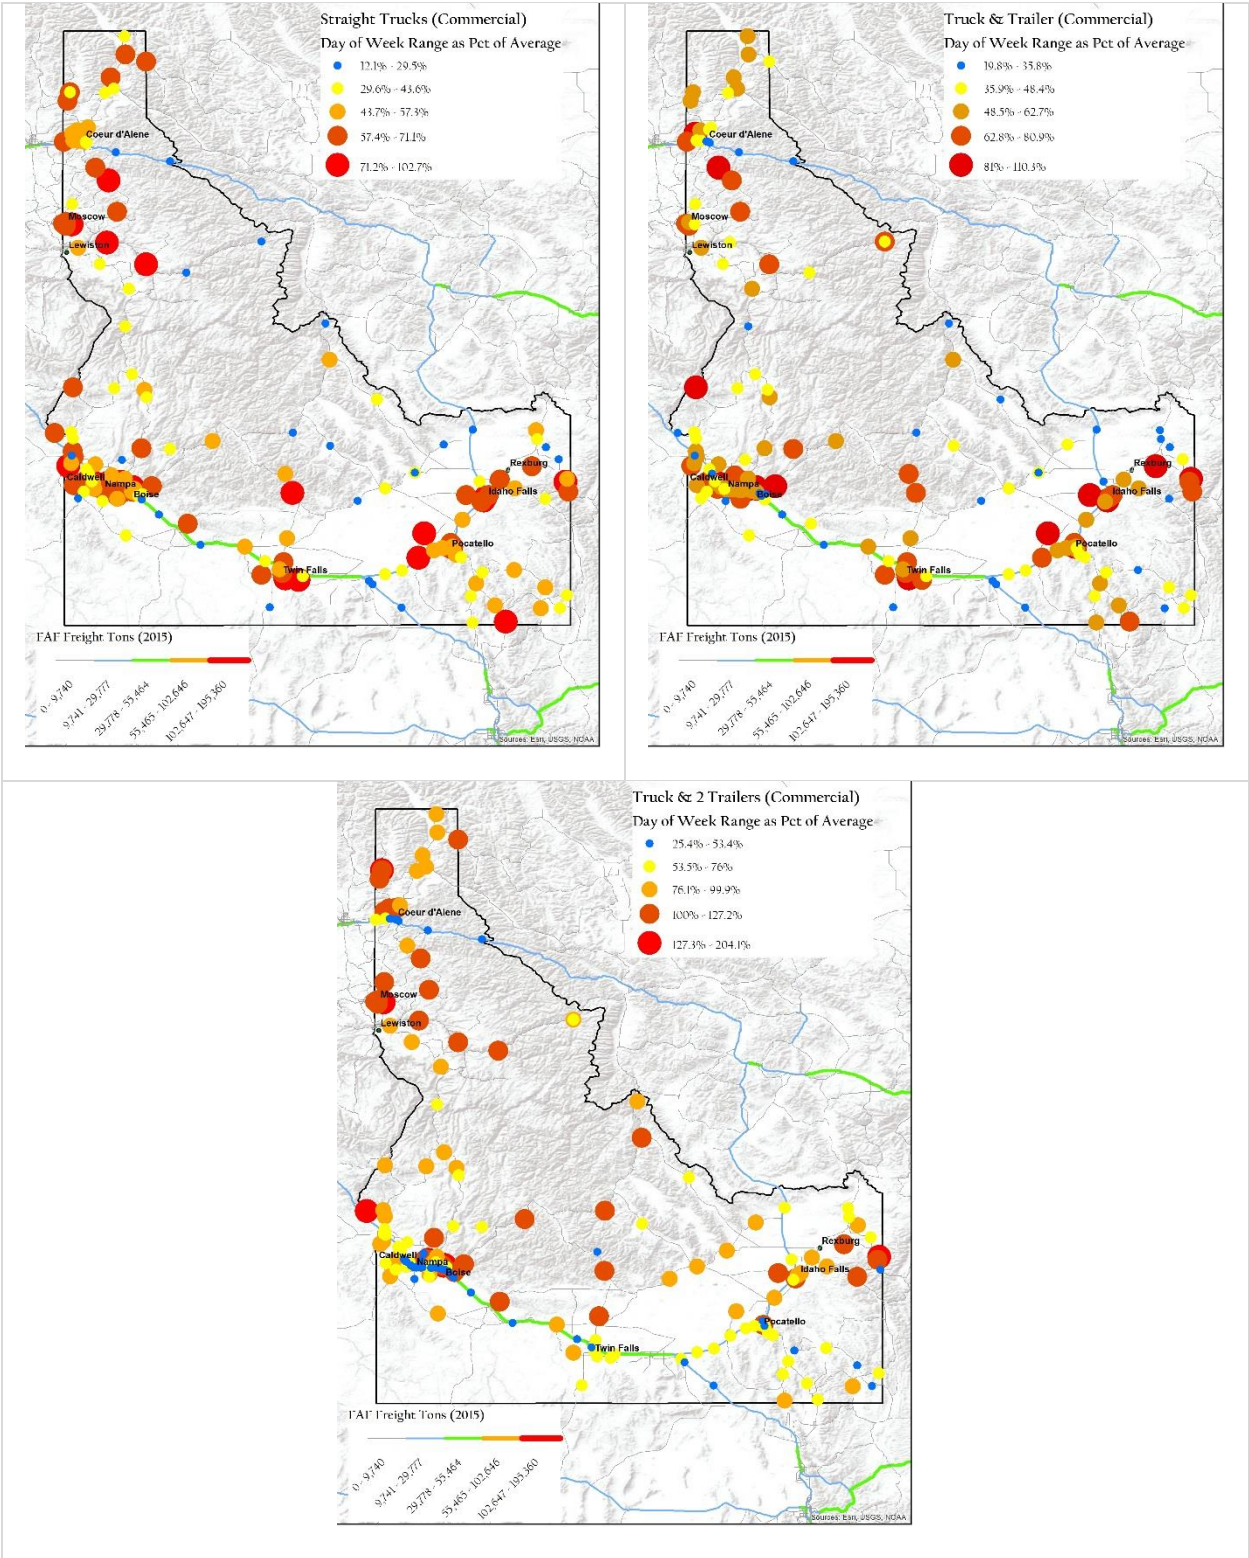 Straight Trucks (Commercial)
Day of Week Range as Pct of Average
12.1% - 29.5%
29.6% - 43.6%
43.7% - 57.3%
57.4% - 71.1%
71.2% - 102.7%
Coeur d'Alene
Moscow
Lewiston
Rexburg
Caldwell
Nampa
Boise
Idaho Falls
Pocatello
Twin Falls
FAF Freight Tons (2015)
0 - 9,740
9,741 - 29,777
29,778 - 55,464
55,465 - 102,646
102,647 - 195,360
Sources: Esri, USGS, NOAA
Truck & Trailer (Commercial)
Day of Week Range as Pct of Average
19.8% - 35.8%
35.9% - 48.4%
48.5% - 62.7%
62.8% - 80.9%
81% - 110.3%
Coeur d'Alene
Moscow
Lewiston
Rexburg
Caldwell
Nampa
Boise
Idaho Falls
Pocatello
Twin Falls
FAF Freight Tons (2015)
0 - 9,740
9,741 - 29,777
29,778 - 55,464
55,465 - 102,646
102,647 - 195,360
Sources: Esri, USGS, NOAA
Truck & 2 Trailers (Commercial)
Day of Week Range as Pct of Average
25.4% - 53.4%
53.5% - 76%
76.1% - 99.9%
100% - 127.2%
127.3% - 204.1%
Coeur d'Alene
Moscow
Lewiston
Rexburg
Caldwell
Nampa
Boise
Idaho Falls
Pocatello
Twin Falls
FAF Freight Tons (2015)
0 - 9,740
9,741 - 29,777
29,778 - 55,464
55,465 - 102,646
102,647 - 195,360
Sources: Esri, USGS, NOAA